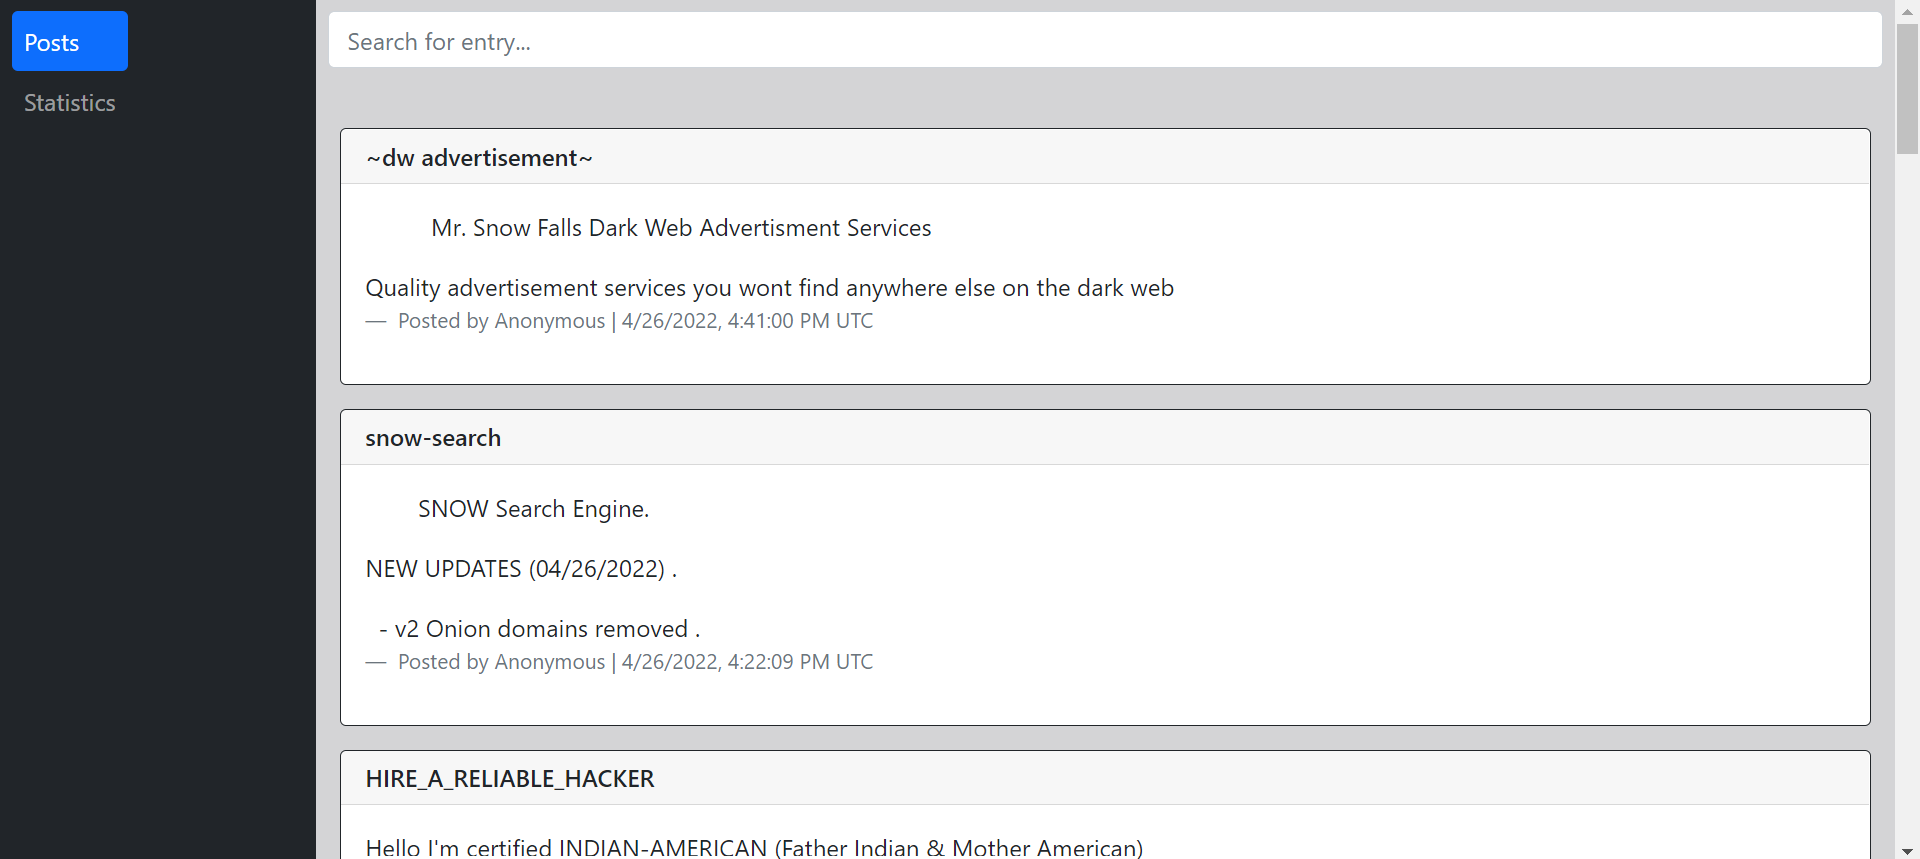 Posts
Statistics
Search for entry...
~dw advertisement~
Mr. Snow Falls Dark Web Advertisment Services
Quality advertisement services you wont find anywhere else on the dark web
— Posted by Anonymous | 4/26/2022, 4:41:00 PM UTC
snow-search
SNOW Search Engine.
NEW UPDATES (04/26/2022) .
- v2 Onion domains removed .
— Posted by Anonymous | 4/26/2022, 4:22:09 PM UTC
HIRE_A_RELIABLE_HACKER
Hello I'm certified INDIAN-AMERICAN (Father Indian & Mother American)